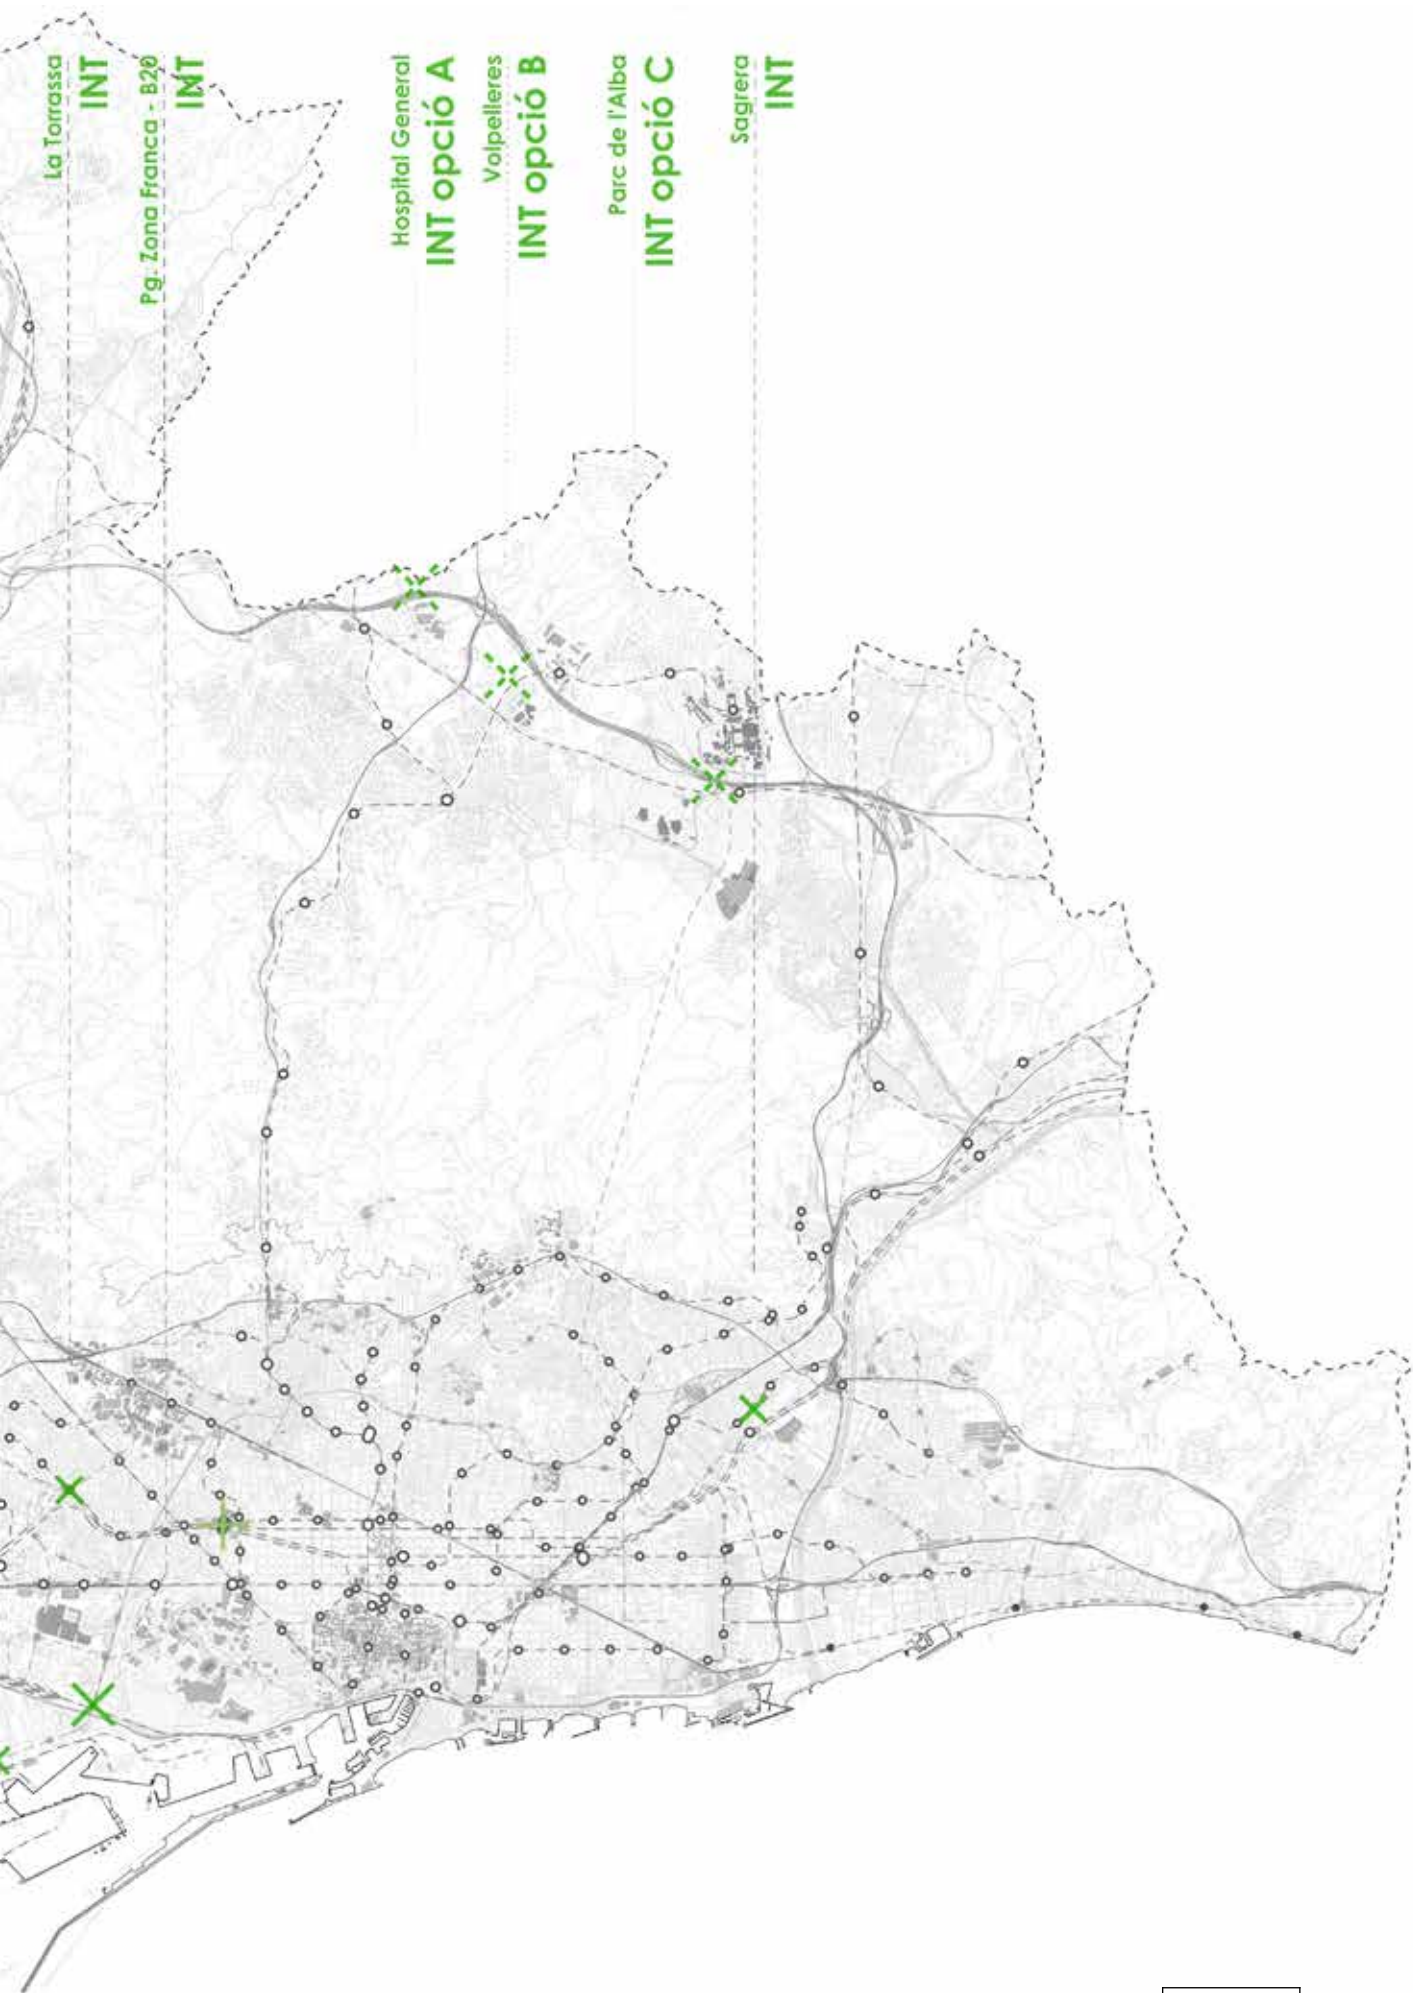 La Torrassa
INT
Pg. Zona Franca - B20
INT
Hospital General
INT opció A
Volpelleres
INT opció B
Parc de l'Alba
INT opció C
Sagrera
INT